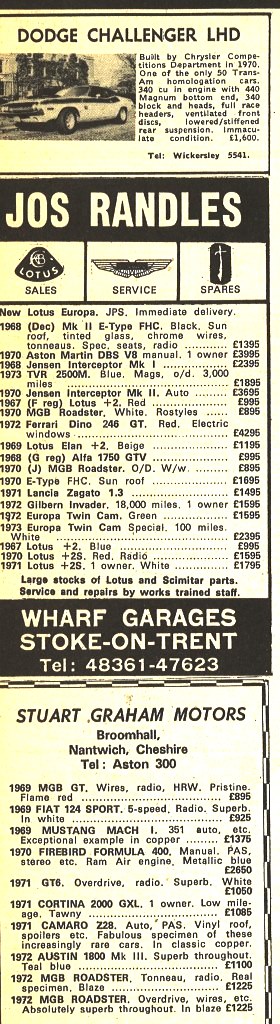 DODGE CHALLENGER LHD
Built by Chrysler Compe-
titions Department in 1970.
One of the only 50 Trans-
Am homologation cars.
340 cu in engine with 440
Magnum bottom end, 340
block and heads, full race
headers, ventilated front
discs, lowered/stiffened
rear suspension. Immacu-
late condition. £1,600.
Tel: Wickersley 5541.
JOS RANDLES
LOTUS
SALES
SERVICE
SPARES
New Lotus Europa. JPS. Immediate delivery.
1968 (Dec) Mk II E-Type FHC. Black, Sun
roof, tinted glass, chrome wires,
tonneaus. Spec, seats, radio ............ £1395
1970 Aston Martin DBS V8 manual. 1 owner £3995
1968 Jensen Interceptor Mk I .................. £2395
1973 TVR 2500M. Blue. Mags, o/d. 3,000
miles ............................................. £1895
1970 Jensen Interceptor Mk II. Auto ......... £3695
1967 (F reg) Lotus +2, Red ..................... £995
1970 MGB Roadster, White. Rostyles ...... £895
1972 Ferrari Dino 246 GT. Red. Electric
windows .......................................... £4295
1969 Lotus Elan +2, Beige ..................... £1195
1968 (G reg) Alfa 1750 GTV .................. £995
1970 (J) MGB Roadster. O/D. W/w. ......... £895
1970 E-Type FHC. Sun roof .................. £1695
1971 Lancia Zagato 1.3 ........................ £1495
1972 Gilbern Invader, 18,000 miles, 1 owner £1595
1972 Europa Twin Cam. Green ............... £1595
1973 Europa Twin Cam Special. 100 miles.
White ............................................. £2395
1967 Lotus +2, Blue .............................. £995
1970 Lotus +2S. Red. Radio .................. £1595
1971 Lotus +2S. 1 owner. White ............ £1795
Large stocks of Lotus and Scimitar parts.
Service and repairs by works trained staff.
WHARF GARAGES
STOKE-ON-TRENT
Tel: 48361-47623
STUART GRAHAM MOTORS
Broomhall,
Nantwich, Cheshire
Tel: Aston 300
1969 MGB GT. Wires, radio, HRW. Pristine.
Flame red ....................................... £895
1969 FIAT 124 SPORT. 5-speed, Radio. Superb.
In white .......................................... £925
1969 MUSTANG MACH I. 351 auto, etc.
Exceptional example in copper ......... £1375
1970 FIREBIRD FORMULA 400, Manual, PAS,
stereo etc. Ram Air engine, Metallic blue
£2650
1971 GT6. Overdrive, radio. Superb. White
£1050
1971 CORTINA 2000 GXL. 1 owner. Low mile-
age. Tawny .................................... £1085
1971 CAMARO Z28. Auto, PAS. Vinyl roof,
spoilers etc. Fabulous specimen of these
increasingly rare cars. In classic copper.
1972 AUSTIN 1800 Mk III. Superb throughout.
Teal blue ....................................... £1100
1972 MGB ROADSTER, Tonneau, radio. Real
specimen, Blaze .............................. £1225
1972 MGB ROADSTER. Overdrive, wires, etc.
Absolutely superb throughout. In blaze £1225